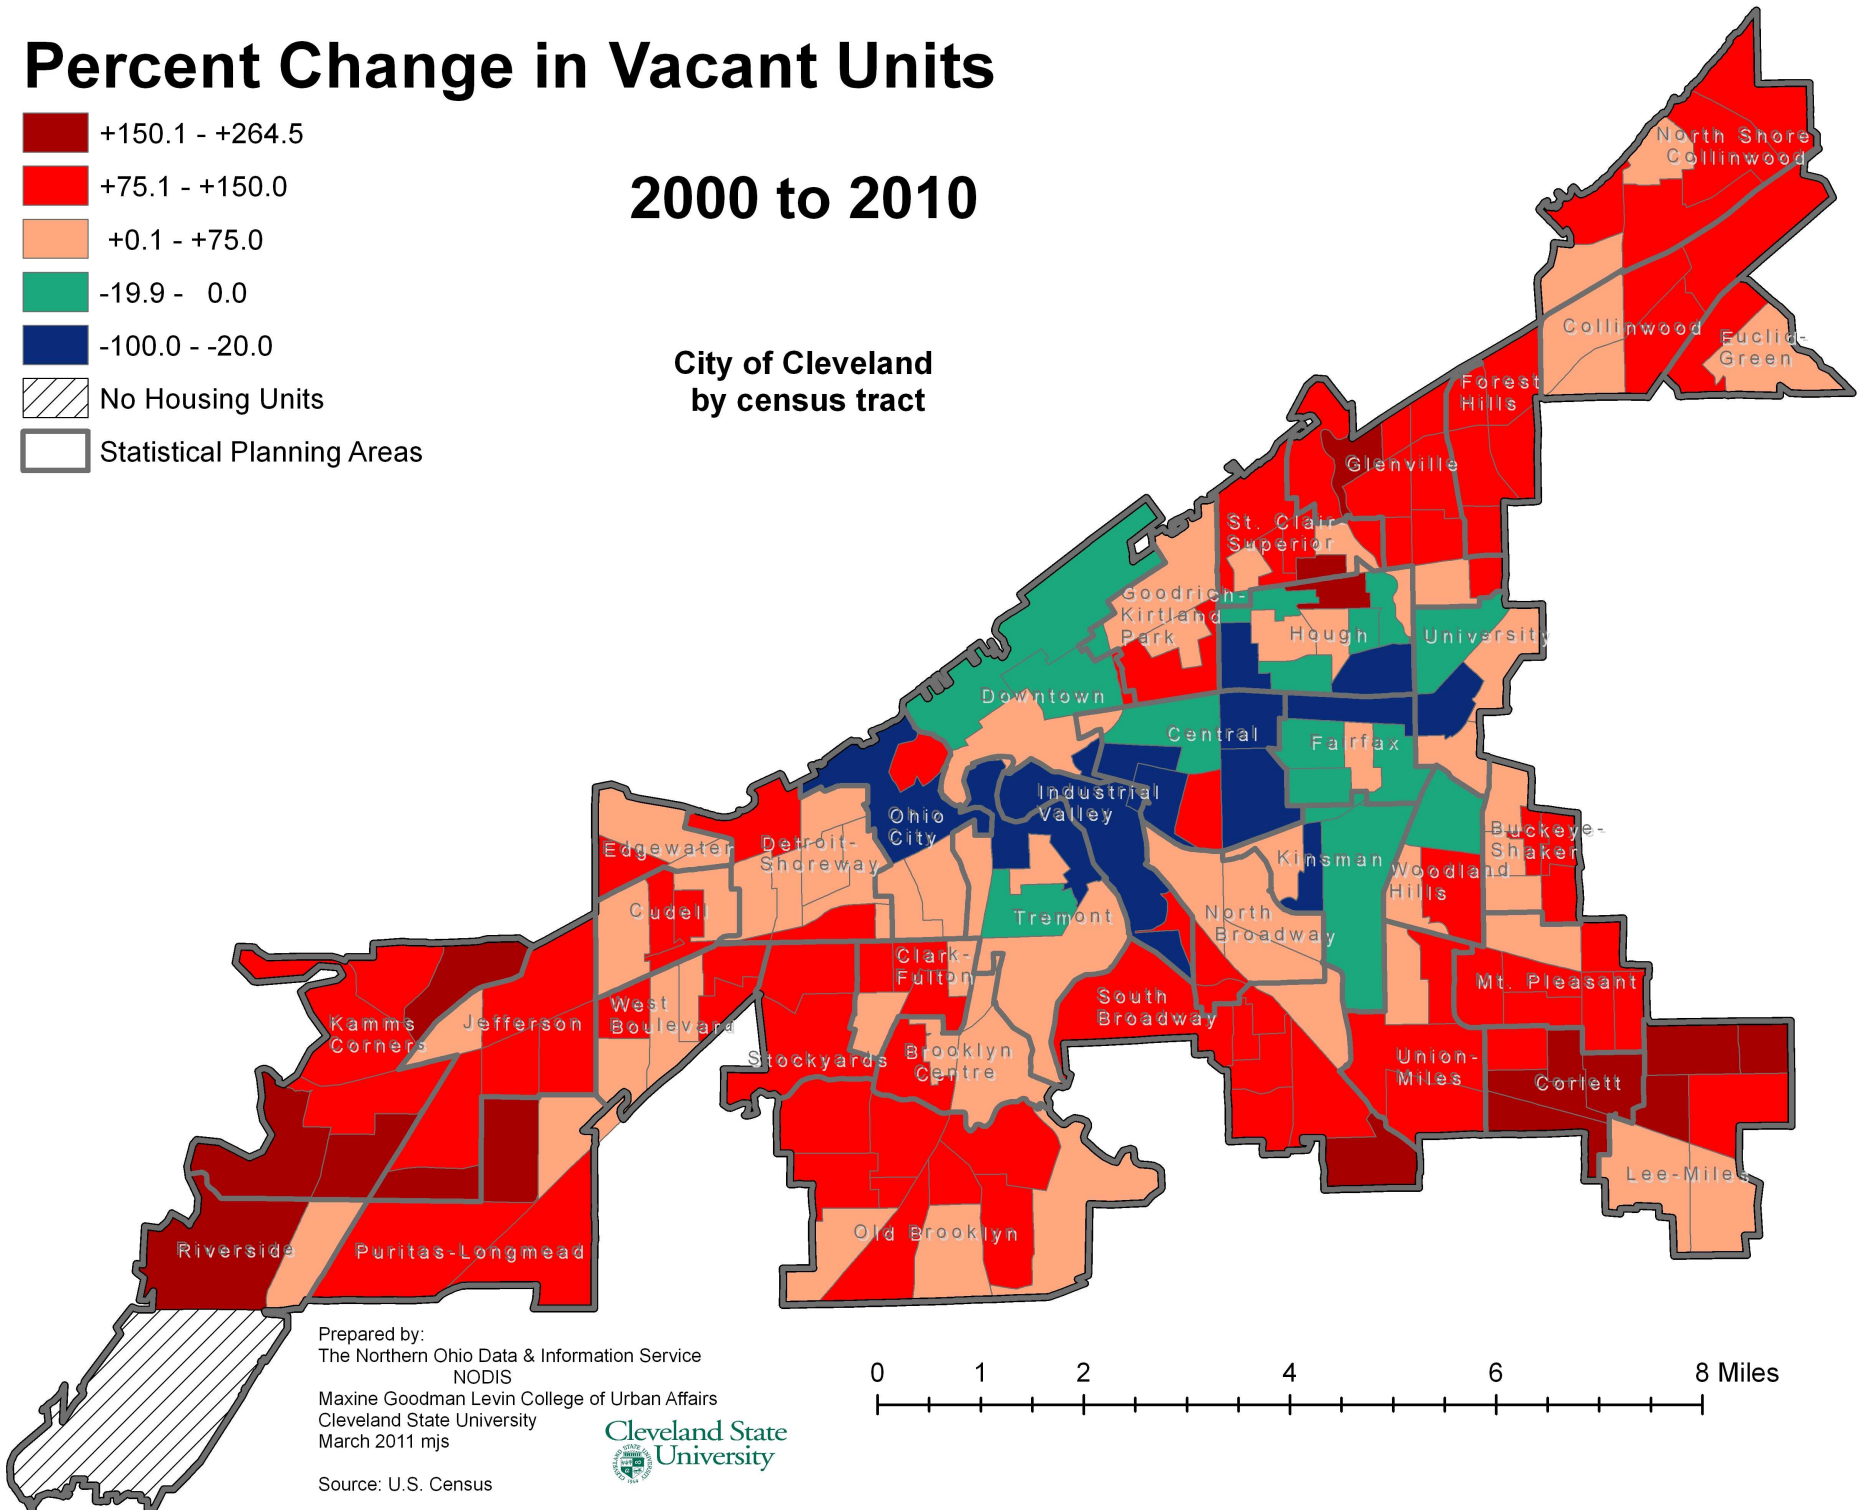 Percent Change in Vacant Units
2000 to 2010
City of Cleveland
by census tract
+150.1 - +264.5
+75.1 - +150.0
+0.1 - +75.0
-19.9 - 0.0
-100.0 - -20.0
No Housing Units
Statistical Planning Areas
North Shore
Collinwood
Collinwood
Euclid-
Green
Forest
Hills
Glenville
St. Clair
Superior
Goodrich-
Kirtland
Park
Hough
University
Downtown
Central
Fairfax
Industrial
Valley
Ohio
City
Edgewater
Detroit-
Shoreway
Kinsman
Buckeye-
Shaker
Woodland
Hills
Cudell
Tremont
North
Broadway
Clark-
Fulton
Mt. Pleasant
South
Broadway
West
Boulevard
Kamms
Corners
Jefferson
Stockyards
Brooklyn
Centre
Union-
Miles
Corlett
Lee-Miles
Old Brooklyn
Riverside
Puritas-Longmead
Prepared by:
The Northern Ohio Data & Information Service
NODIS
Maxine Goodman Levin College of Urban Affairs
Cleveland State University
March 2011 mjs
Source: U.S. Census
Cleveland State
University
0 1 2 4 6 8 Miles